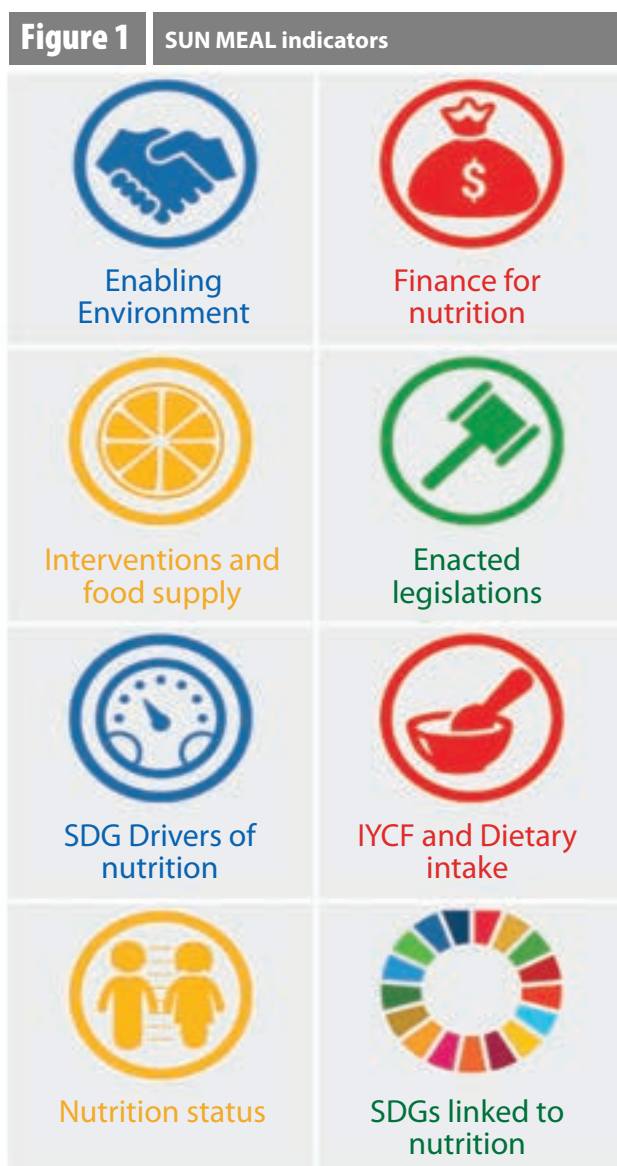 Figure 1 SUN MEAL indicators
$
Enabling
Environment
Finance for
nutrition
Interventions and
food supply
Enacted
legislations
SDG Drivers of
nutrition
IYCF and Dietary
intake
Nutrition status
SDGs linked to
nutrition